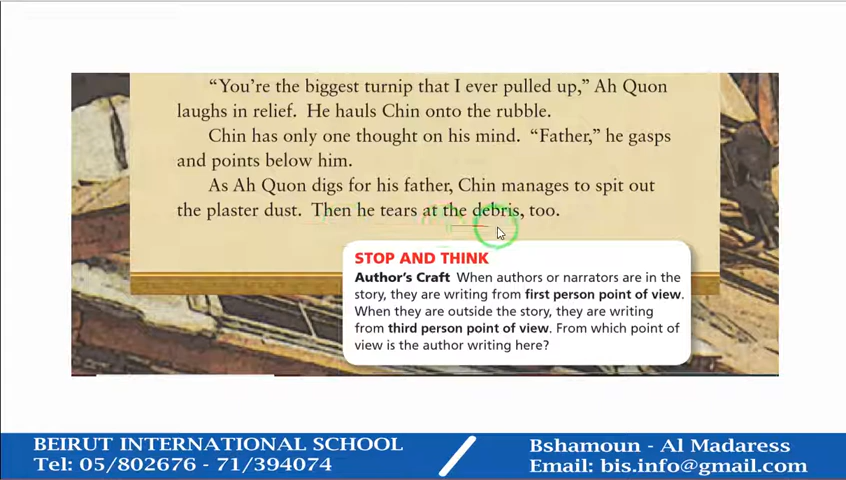 “You’re the biggest turnip that I ever pulled up,” Ah Quon
laughs in relief. He hauls Chin onto the rubble.
Chin has only one thought on his mind. “Father,” he gasps
and points below him.
As Ah Quon digs for his father, Chin manages to spit out
the plaster dust. Then he tears at the debris, too.
STOP AND THINK
Author’s Craft When authors or narrators are in the
story, they are writing from first person point of view.
When they are outside the story, they are writing
from third person point of view. From which point of
view is the author writing here?
BEIRUT INTERNATIONAL SCHOOL
Tel: 05/802676 - 71/394074
Bshamoun - Al Madaress
Email: bis.info@gmail.com